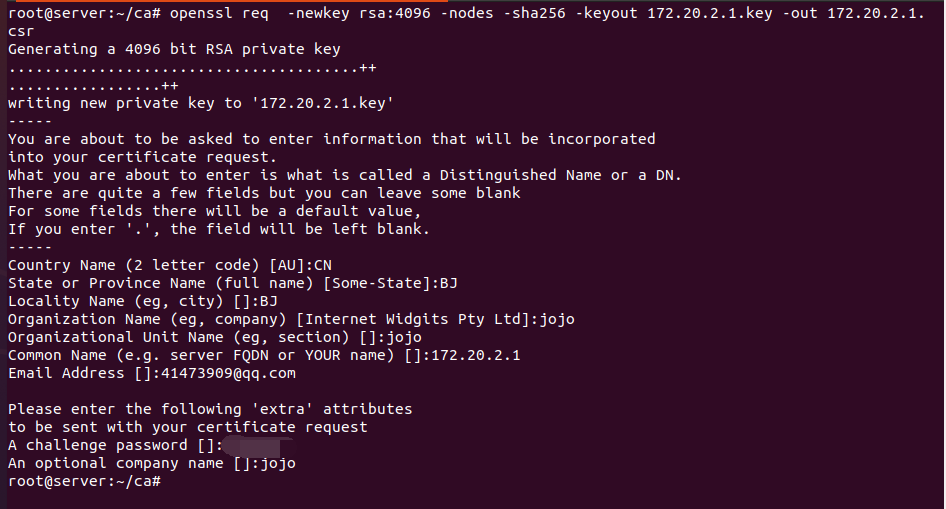 root@server:~/ca# openssl req  -newkey rsa:4096 -nodes -sha256 -keyout 172.20.2.1.key -out 172.20.2.1.
csr
Generating a 4096 bit RSA private key
.......................................++
.................++
writing new private key to '172.20.2.1.key'
-----
You are about to be asked to enter information that will be incorporated
into your certificate request.
What you are about to enter is what is called a Distinguished Name or a DN.
There are quite a few fields but you can leave some blank
For some fields there will be a default value,
If you enter '.', the field will be left blank.
-----
Country Name (2 letter code) [AU]:CN
State or Province Name (full name) [Some-State]:BJ
Locality Name (eg, city) []:BJ
Organization Name (eg, company) [Internet Widgits Pty Ltd]:jojo
Organizational Unit Name (eg, section) []:jojo
Common Name (e.g. server FQDN or YOUR name) []:172.20.2.1
Email Address []:41473909@qq.com

Please enter the following 'extra' attributes
to be sent with your certificate request
A challenge password []:
An optional company name []:jojo
root@server:~/ca#